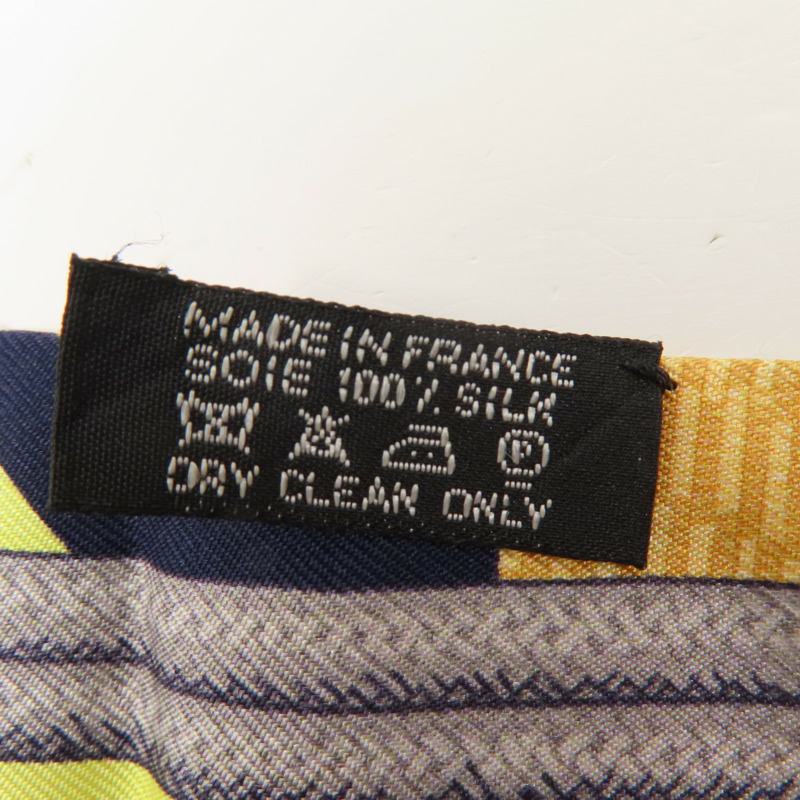 MADE IN FRANCE
SOIE 100% SILK
P
DRY CLEAN ONLY